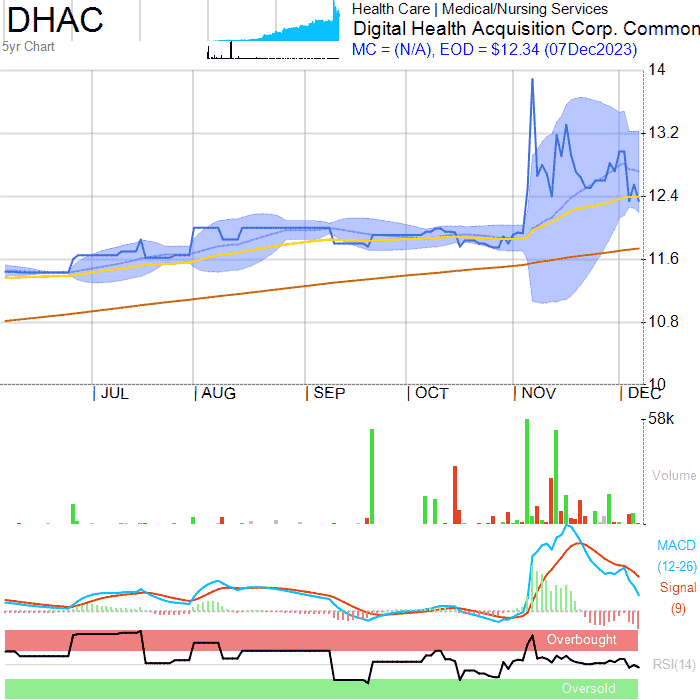 DHAC
5yr Chart
Health Care | Medical/Nursing Services
Digital Health Acquisition Corp. Common
MC = (N/A), EOD = $12.34 (07Dec2023)
14
13.2
12.4
11.6
10.8
10
JUL AUG SEP OCT NOV DEC
58k
Volume
MACD
(12-26)
Signal
(9)
Overbought
RSI(14)
Oversold